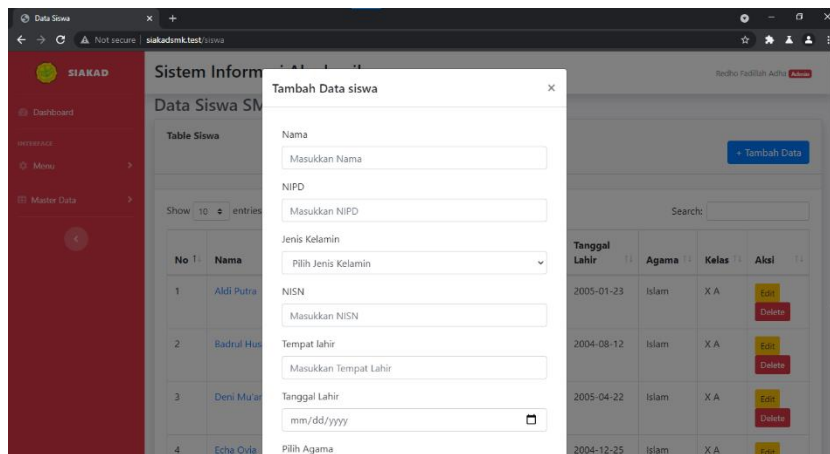 Data Siswa
Not secure | siakadsmk.test/siswa
SIAKAD
Sistem Inform
Redho Fadillah Adha Admin
Dashboard
INTERFACE
Menu
Master Data
Data Siswa SM
Table Siswa
+ Tambah Data
Show 10 entries
Search:
No Nama Tanggal Lahir Agama Kelas Aksi
1 Aldi Putra 2005-01-23 Islam X A Edit Delete
2 Badrul Hus 2004-08-12 Islam X A Edit Delete
3 Deni Mu'ar 2005-04-22 Islam X A Edit Delete
4 Echa Ovia 2004-12-25 Islam X A Edit
Tambah Data siswa ×
Nama
Masukkan Nama
NIPD
Masukkan NIPD
Jenis Kelamin
Pilih Jenis Kelamin
NISN
Masukkan NISN
Tempat lahir
Masukkan Tempat Lahir
Tanggal Lahir
mm/dd/yyyy
Pilih Agama